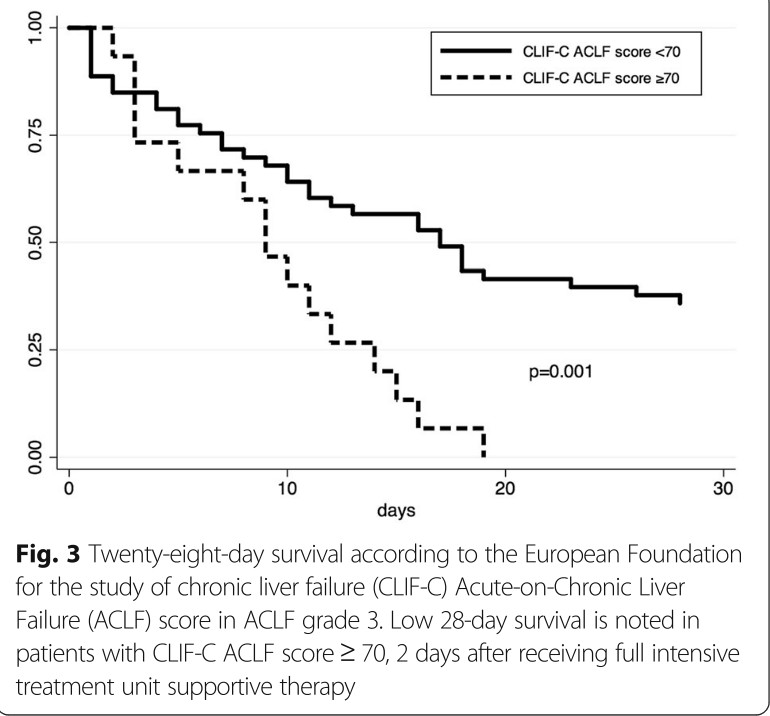 1.00
0.75
0.50
0.25
0.00
CLIF-C ACLF score <70
CLIF-C ACLF score ≥70
p=0.001
0 10 20 30
days
Fig. 3 Twenty-eight-day survival according to the European Foundation
for the study of chronic liver failure (CLIF-C) Acute-on-Chronic Liver
Failure (ACLF) score in ACLF grade 3. Low 28-day survival is noted in
patients with CLIF-C ACLF score ≥ 70, 2 days after receiving full intensive
treatment unit supportive therapy